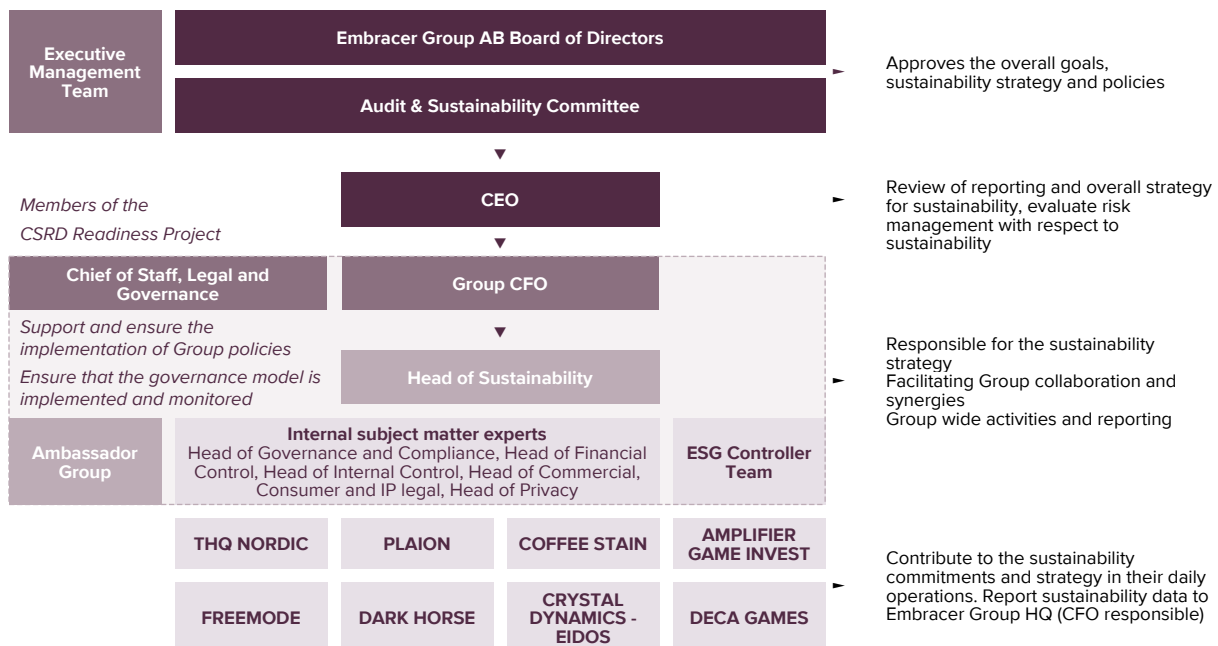 Executive
Management
Team
Embracer Group AB Board of Directors
Audit & Sustainability Committee
Approves the overall goals,
sustainability strategy and policies
CEO
Review of reporting and overall strategy
for sustainability, evaluate risk
management with respect to
sustainability
Members of the
CSRD Readiness Project
Chief of Staff, Legal and
Governance
Group CFO
Support and ensure the
implementation of Group policies
Ensure that the governance model is
implemented and monitored
Head of Sustainability
Responsible for the sustainability
strategy
Facilitating Group collaboration and
synergies
Group wide activities and reporting
Ambassador
Group
Internal subject matter experts
Head of Governance and Compliance, Head of Financial
Control, Head of Internal Control, Head of Commercial,
Consumer and IP legal, Head of Privacy
ESG Controller
Team
THQ NORDIC
PLAION
COFFEE STAIN
AMPLIFIER
GAME INVEST
FREEMODE
DARK HORSE
CRYSTAL
DYNAMICS -
EIDOS
DECA GAMES
Contribute to the sustainability
commitments and strategy in their daily
operations. Report sustainability data to
Embracer Group HQ (CFO responsible)